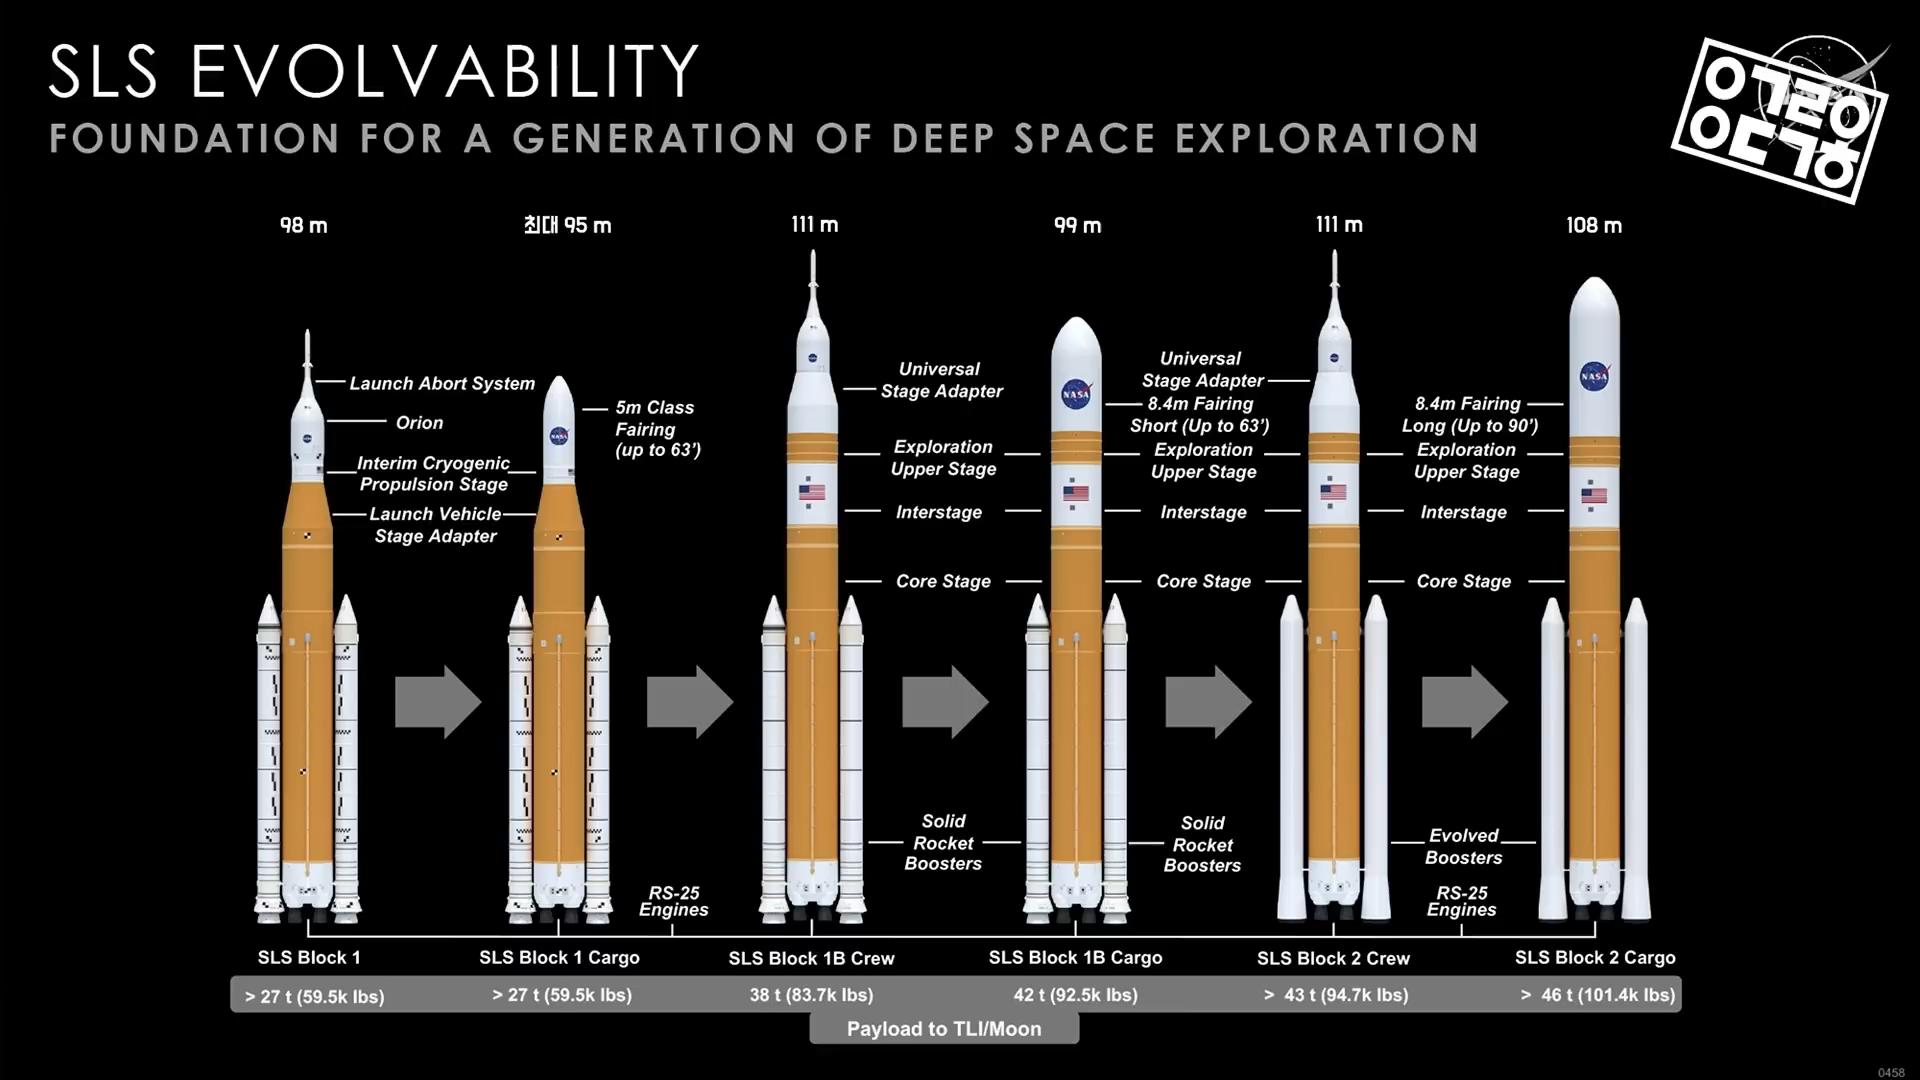 SLS EVOLVABILITY
FOUNDATION FOR A GENERATION OF DEEP SPACE EXPLORATION
98 m
최대 95 m
111 m
99 m
111 m
108 m
Launch Abort System
Orion
Interim Cryogenic
Propulsion Stage
Launch Vehicle
Stage Adapter
5m Class
Fairing
(up to 63')
Universal
Stage Adapter
Exploration
Upper Stage
Interstage
Core Stage
Solid
Rocket
Boosters
Universal
Stage Adapter
8.4m Fairing
Short (Up to 63')
Exploration
Upper Stage
Interstage
Core Stage
Solid
Rocket
Boosters
8.4m Fairing
Long (Up to 90')
Exploration
Upper Stage
Interstage
Core Stage
Evolved
Boosters
RS-25
Engines
RS-25
Engines
NASA
NASA
NASA
SLS Block 1
SLS Block 1 Cargo
SLS Block 1B Crew
SLS Block 1B Cargo
SLS Block 2 Crew
SLS Block 2 Cargo
> 27 t (59.5k lbs)
> 27 t (59.5k lbs)
38 t (83.7k lbs)
42 t (92.5k lbs)
> 43 t (94.7k lbs)
> 46 t (101.4k lbs)
Payload to TLI/Moon
0458